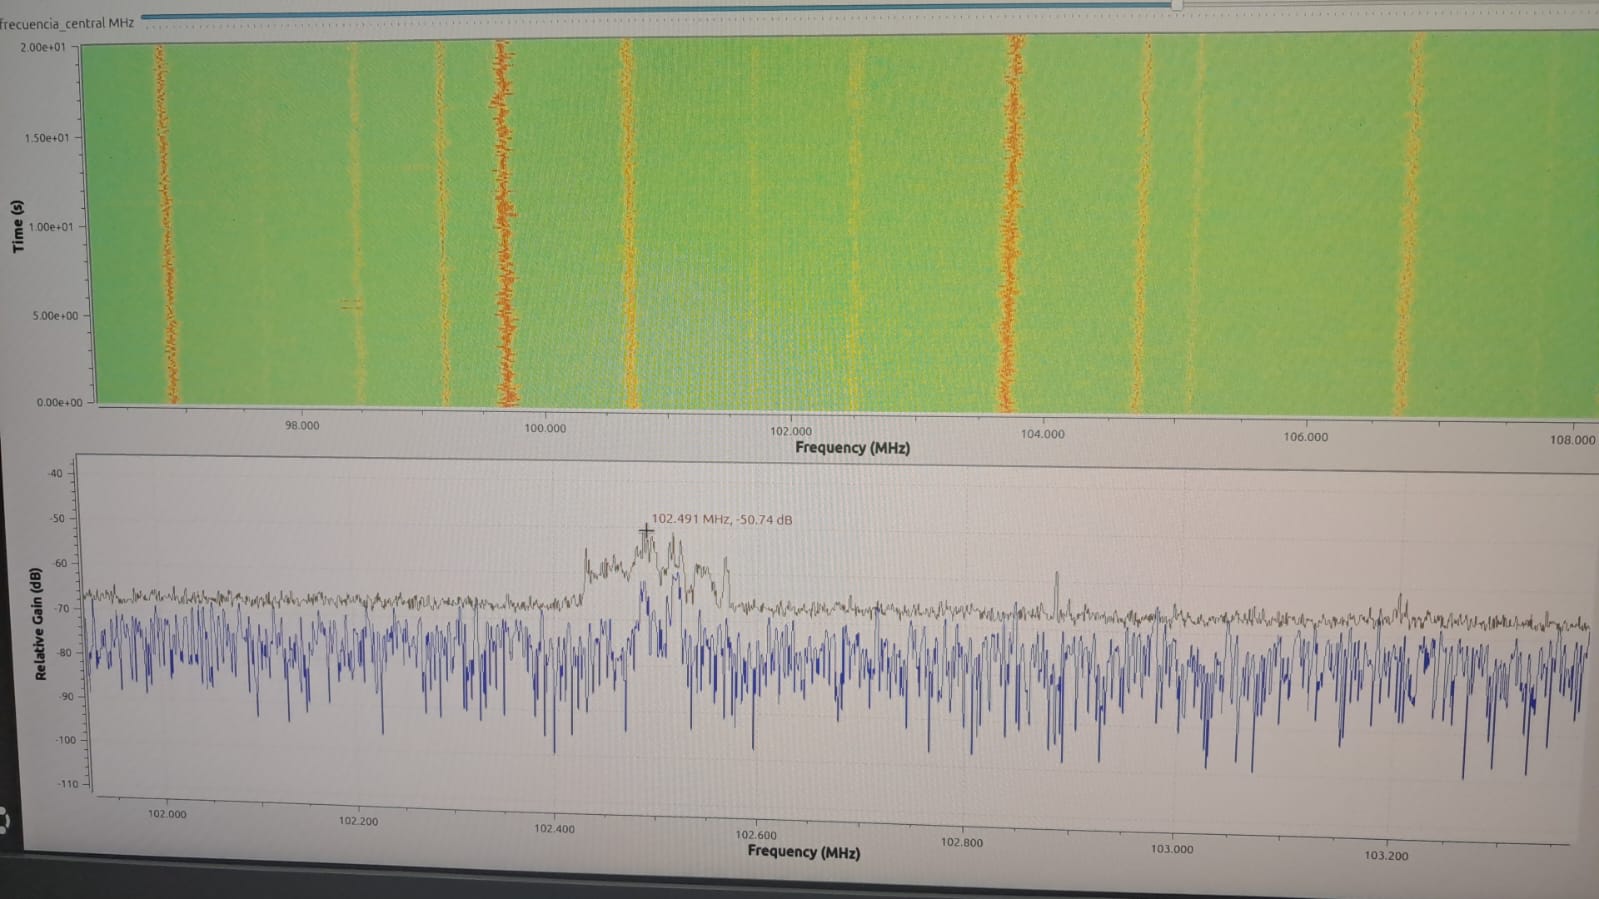 frecuencia_central MHz
2.00e+01
1.50e+01
1.00e+01
5.00e+00
0.00e+00
Time (s)
98.000
100.000
102.000
104.000
106.000
108.000
Frequency (MHz)
-40
-50
-60
-70
-80
-90
-100
-110
Relative Gain (dB)
102.491 MHz, -50.74 dB
102.000
102.200
102.400
102.600
102.800
103.000
103.200
Frequency (MHz)